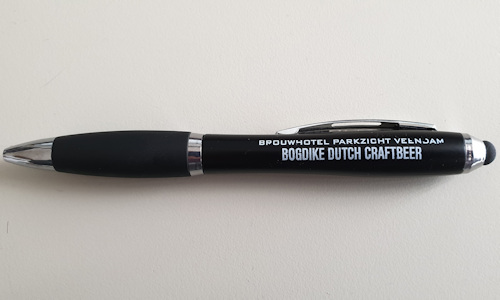 BROUWHOTEL PARKZICHT VEENDAM
BOGDIKE DUTCH CRAFTBEER